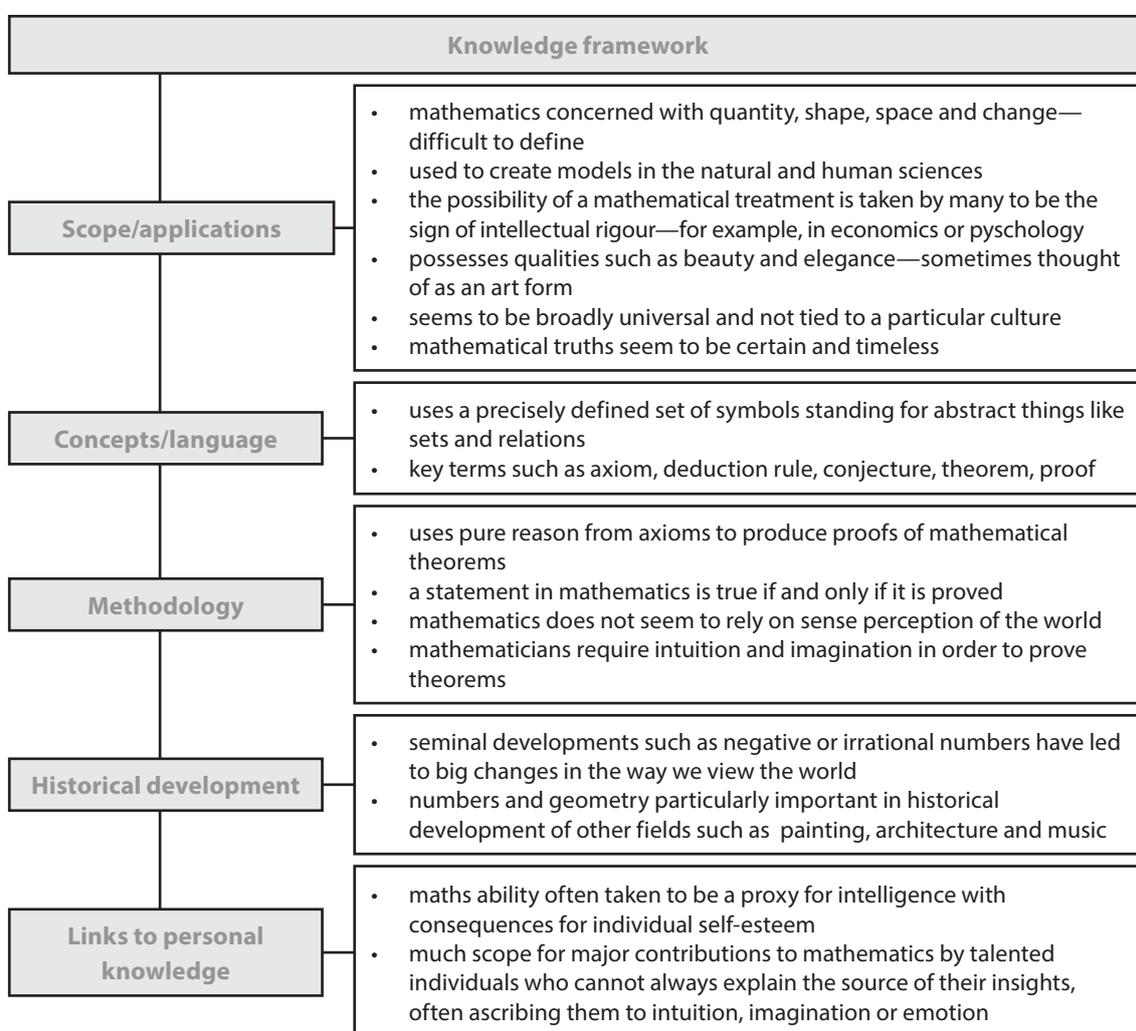 Knowledge framework
Scope/applications
• mathematics concerned with quantity, shape, space and change—
difficult to define
• used to create models in the natural and human sciences
• the possibility of a mathematical treatment is taken by many to be the
sign of intellectual rigour—for example, in economics or pyschology
• possesses qualities such as beauty and elegance—sometimes thought
of as an art form
• seems to be broadly universal and not tied to a particular culture
• mathematical truths seem to be certain and timeless
Concepts/language
• uses a precisely defined set of symbols standing for abstract things like
sets and relations
• key terms such as axiom, deduction rule, conjecture, theorem, proof
Methodology
• uses pure reason from axioms to produce proofs of mathematical
theorems
• a statement in mathematics is true if and only if it is proved
• mathematics does not seem to rely on sense perception of the world
• mathematicians require intuition and imagination in order to prove
theorems
Historical development
• seminal developments such as negative or irrational numbers have led
to big changes in the way we view the world
• numbers and geometry particularly important in historical
development of other fields such as painting, architecture and music
Links to personal
knowledge
• maths ability often taken to be a proxy for intelligence with
consequences for individual self-esteem
• much scope for major contributions to mathematics by talented
individuals who cannot always explain the source of their insights,
often ascribing them to intuition, imagination or emotion